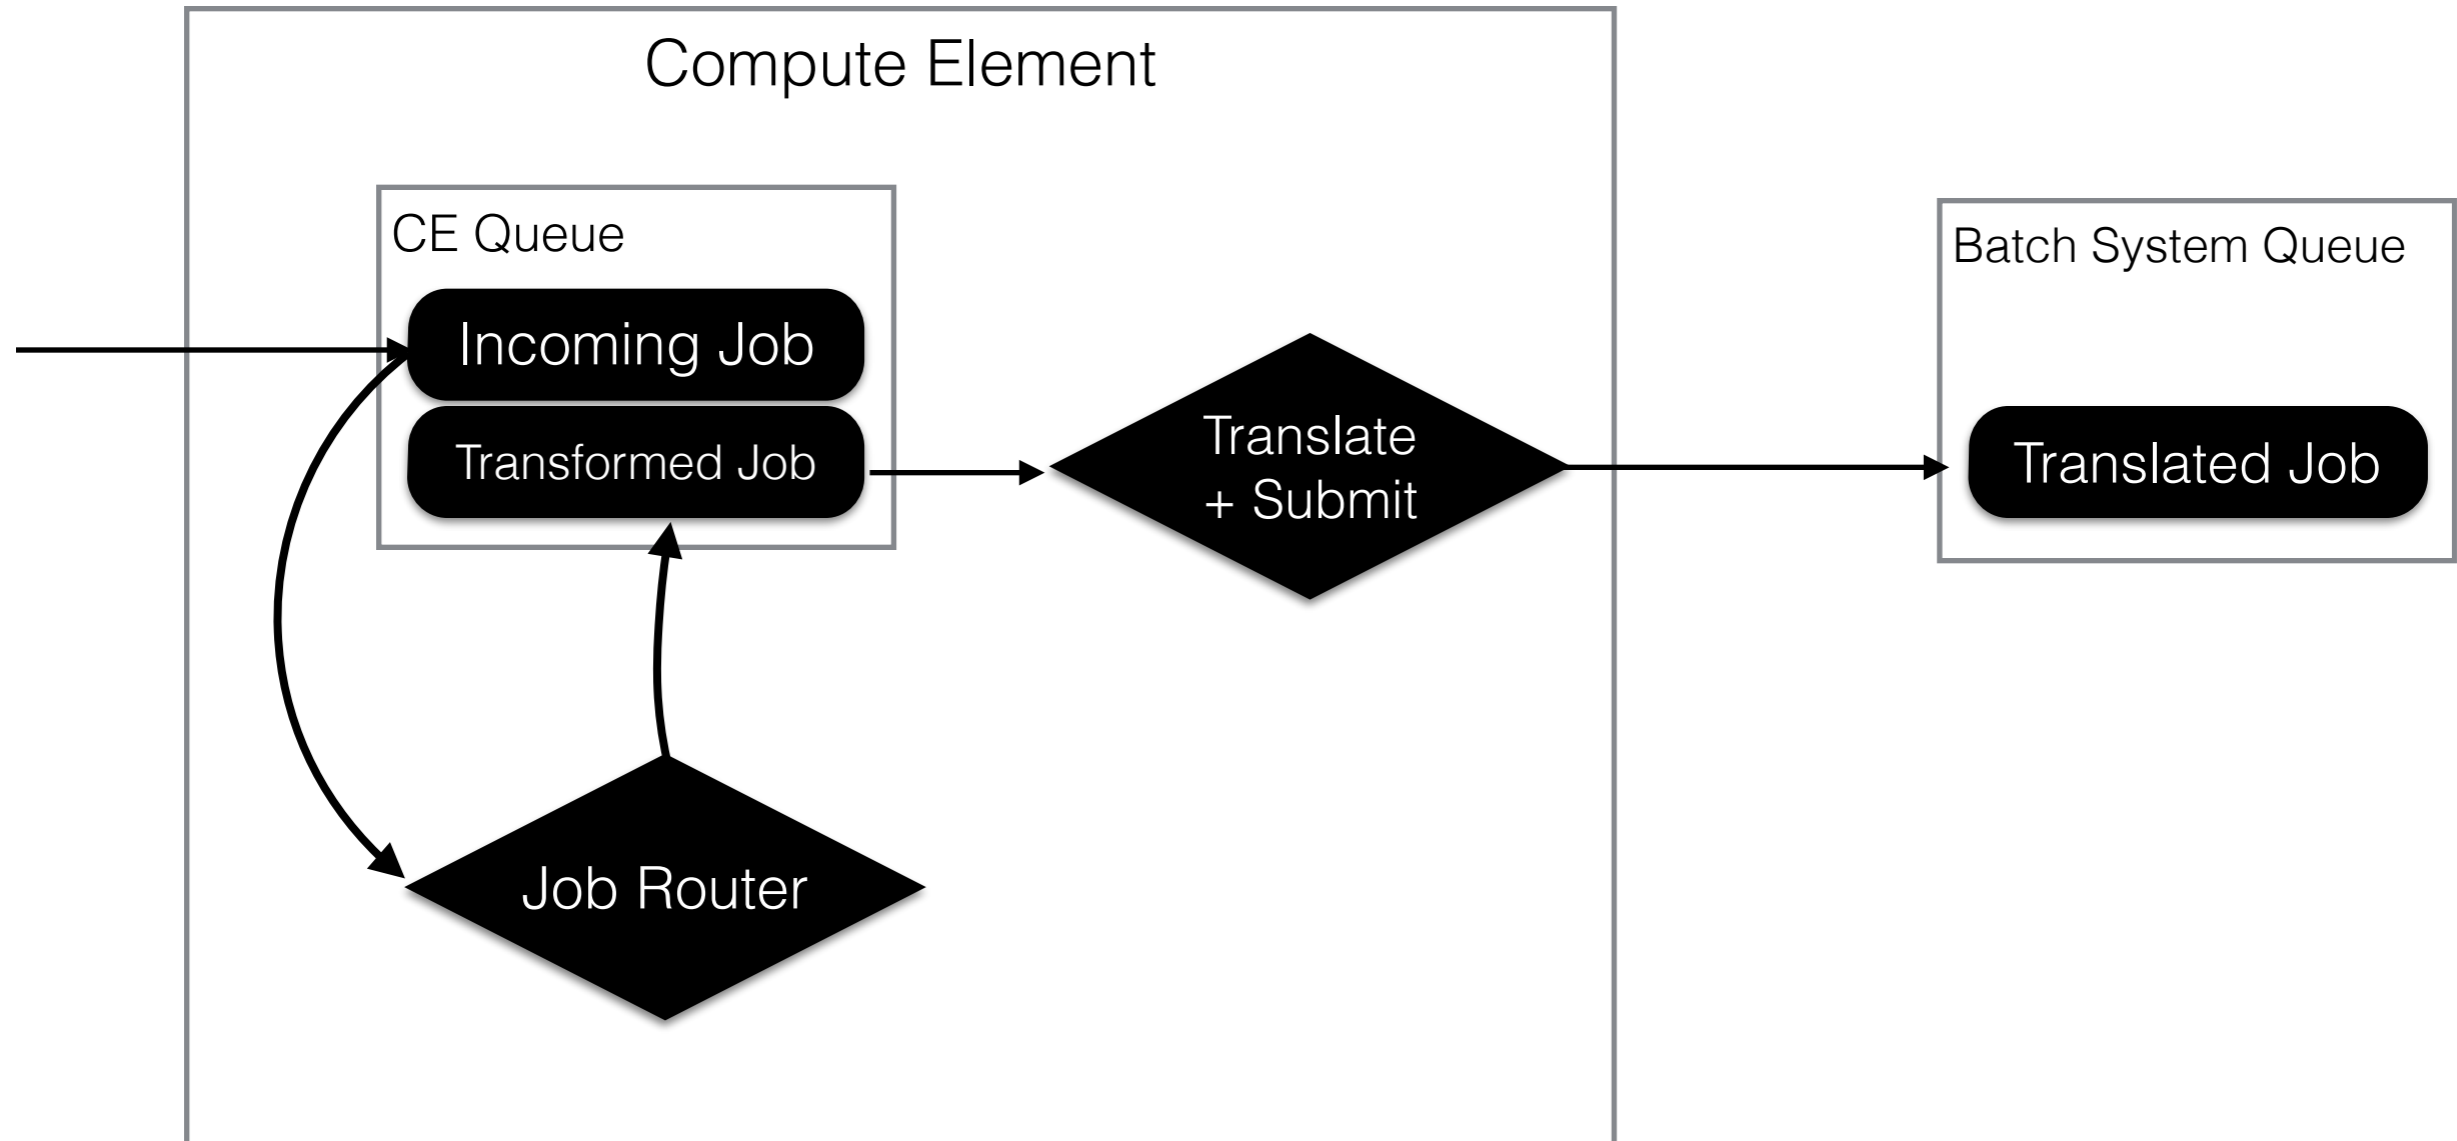 Compute Element
CE Queue
Incoming Job
Transformed Job
Translate
+ Submit
Job Router
Batch System Queue
Translated Job